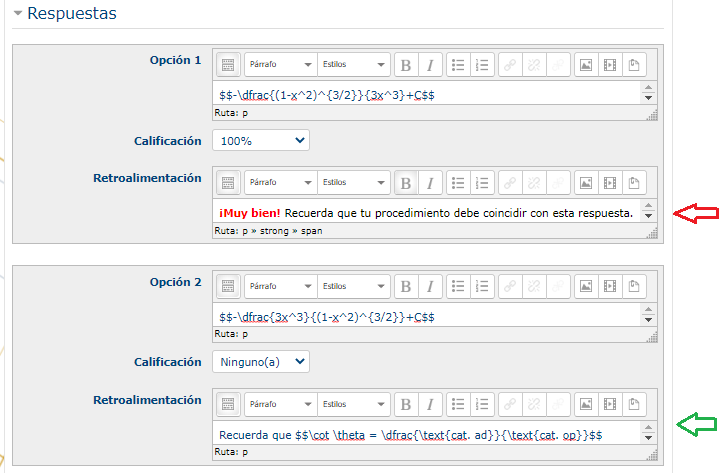 Respuestas
Opción 1
Párrafo Estilos B I
$$-\dfrac{(1-x^2)^{3/2}}{3x^3}+C$$
Ruta: p
Calificación 100%
Retroalimentación
Párrafo Estilos B I
¡Muy bien! Recuerda que tu procedimiento debe coincidir con esta respuesta.
Ruta: p » strong » span
Opción 2
Párrafo Estilos B I
$$-\dfrac{3x^3}{(1-x^2)^{3/2}}+C$$
Ruta: p
Calificación Ninguno(a)
Retroalimentación
Párrafo Estilos B I
Recuerda que $$\cot \theta = \dfrac{\text{cat. ad}}{\text{cat. op}}$$
Ruta: p